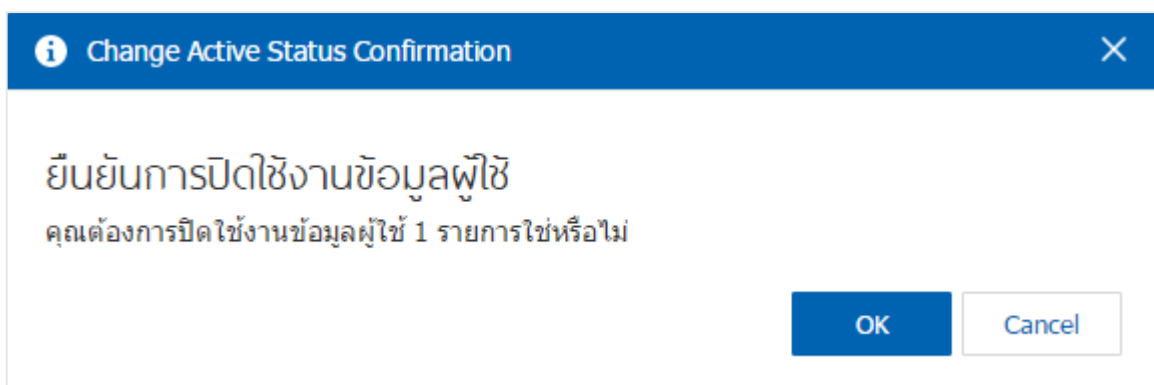 Change Active Status Confirmation
ยืนยันการปิดใช้งานข้อมูลผู้ใช้
คุณต้องการปิดใช้งานข้อมูลผู้ใช้ 1 รายการใช่หรือไม่
OK Cancel